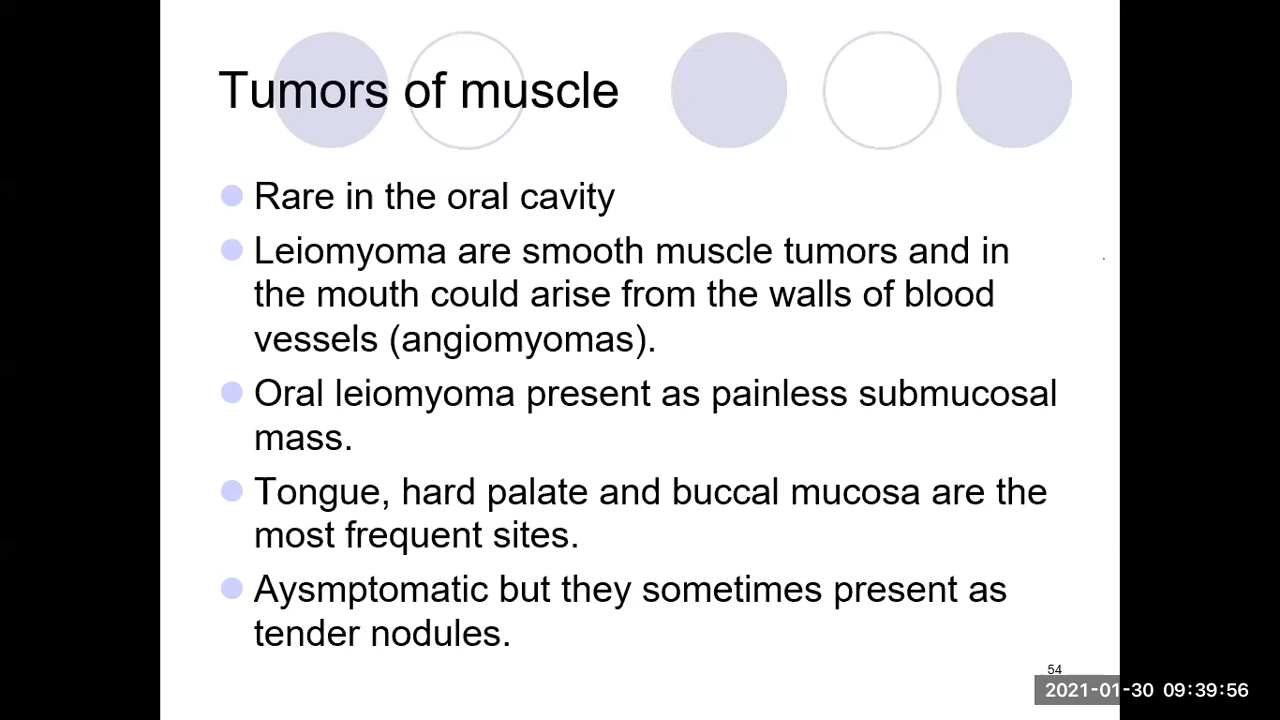 Tumors of muscle
Rare in the oral cavity
Leiomyoma are smooth muscle tumors and in
the mouth could arise from the walls of blood
vessels (angiomyomas).
Oral leiomyoma present as painless submucosal
mass.
Tongue, hard palate and buccal mucosa are the
most frequent sites.
Aysmptomatic but they sometimes present as
tender nodules.
54
2021-01-30 09:39:56